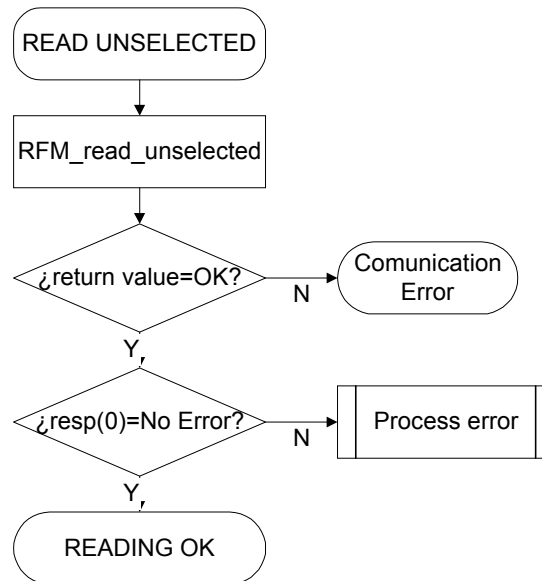 READ UNSELECTED
RFM_read_unselected
¿return value=OK?
N
Comunication
Error
Y
¿resp(0)=No Error?
N
Process error
Y
READING OK